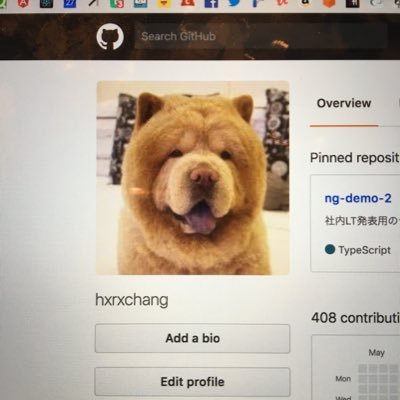 Search GitHub
Overview
Pinned reposit
ng-demo-2
社内LT発表用の
TypeScript
hxrxchang
Add a bio
Edit profile
408 contributi
May
Mon
Wed